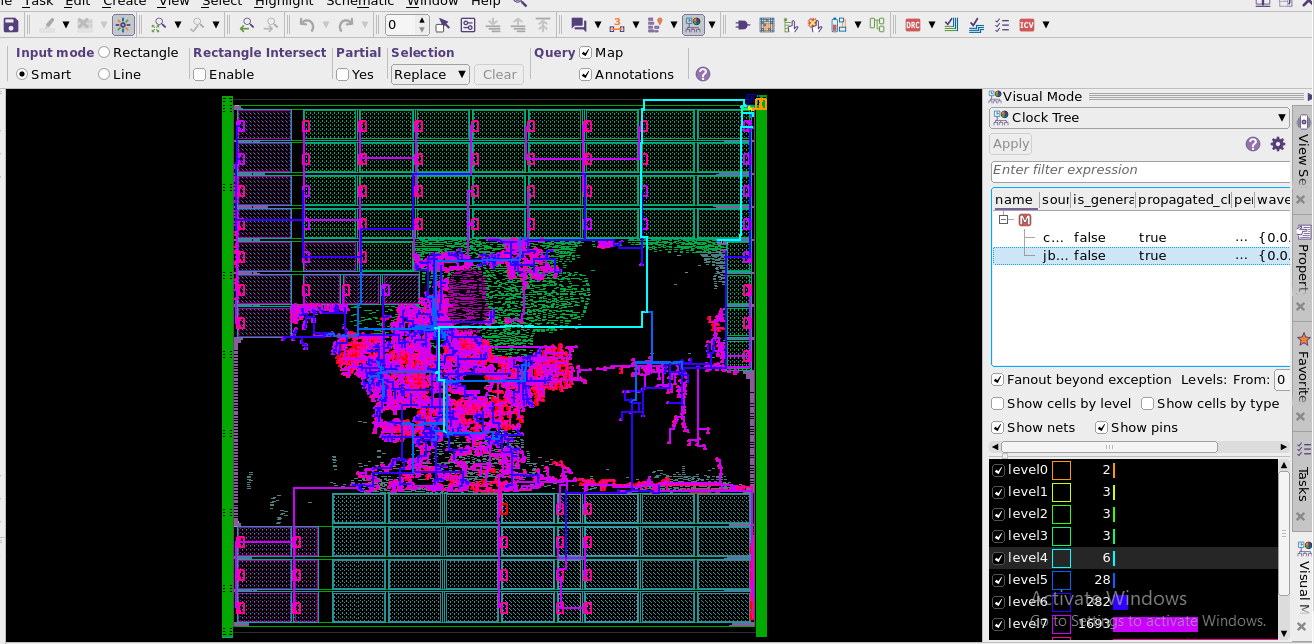 Task Edit Create View Select Highlight Schematic Window Help
0 DRC ICV
Input mode Rectangle Rectangle Intersect Partial Selection Query Map
Smart Line Enable Yes Replace Clear Annotations
Visual Mode
Clock Tree
Apply
Enter filter expression
name sour is_genera propagated_cl per wave
M
c... false true ... {0.0.
jb... false true ... {0.0.
Fanout beyond exception Levels: From: 0
Show cells by level Show cells by type
Show nets Show pins
level0 2
level1 3
level2 3
level3 3
level4 6
level5 28
level6 282
level7 1693
Activate Windows
Go to Settings to activate Windows.
View Se
Propert
Favorite
Tasks
Visual M